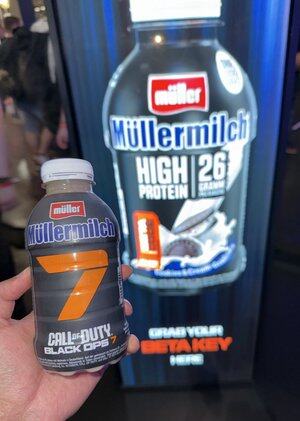 müller
Müllermilch
HIGH
PROTEIN
26
GRAMM
Cookies & Cream
müller
Müllermilch
7
CALL OF DUTY
BLACK OPS 7
GRAB YOUR
BETA KEY
HERE